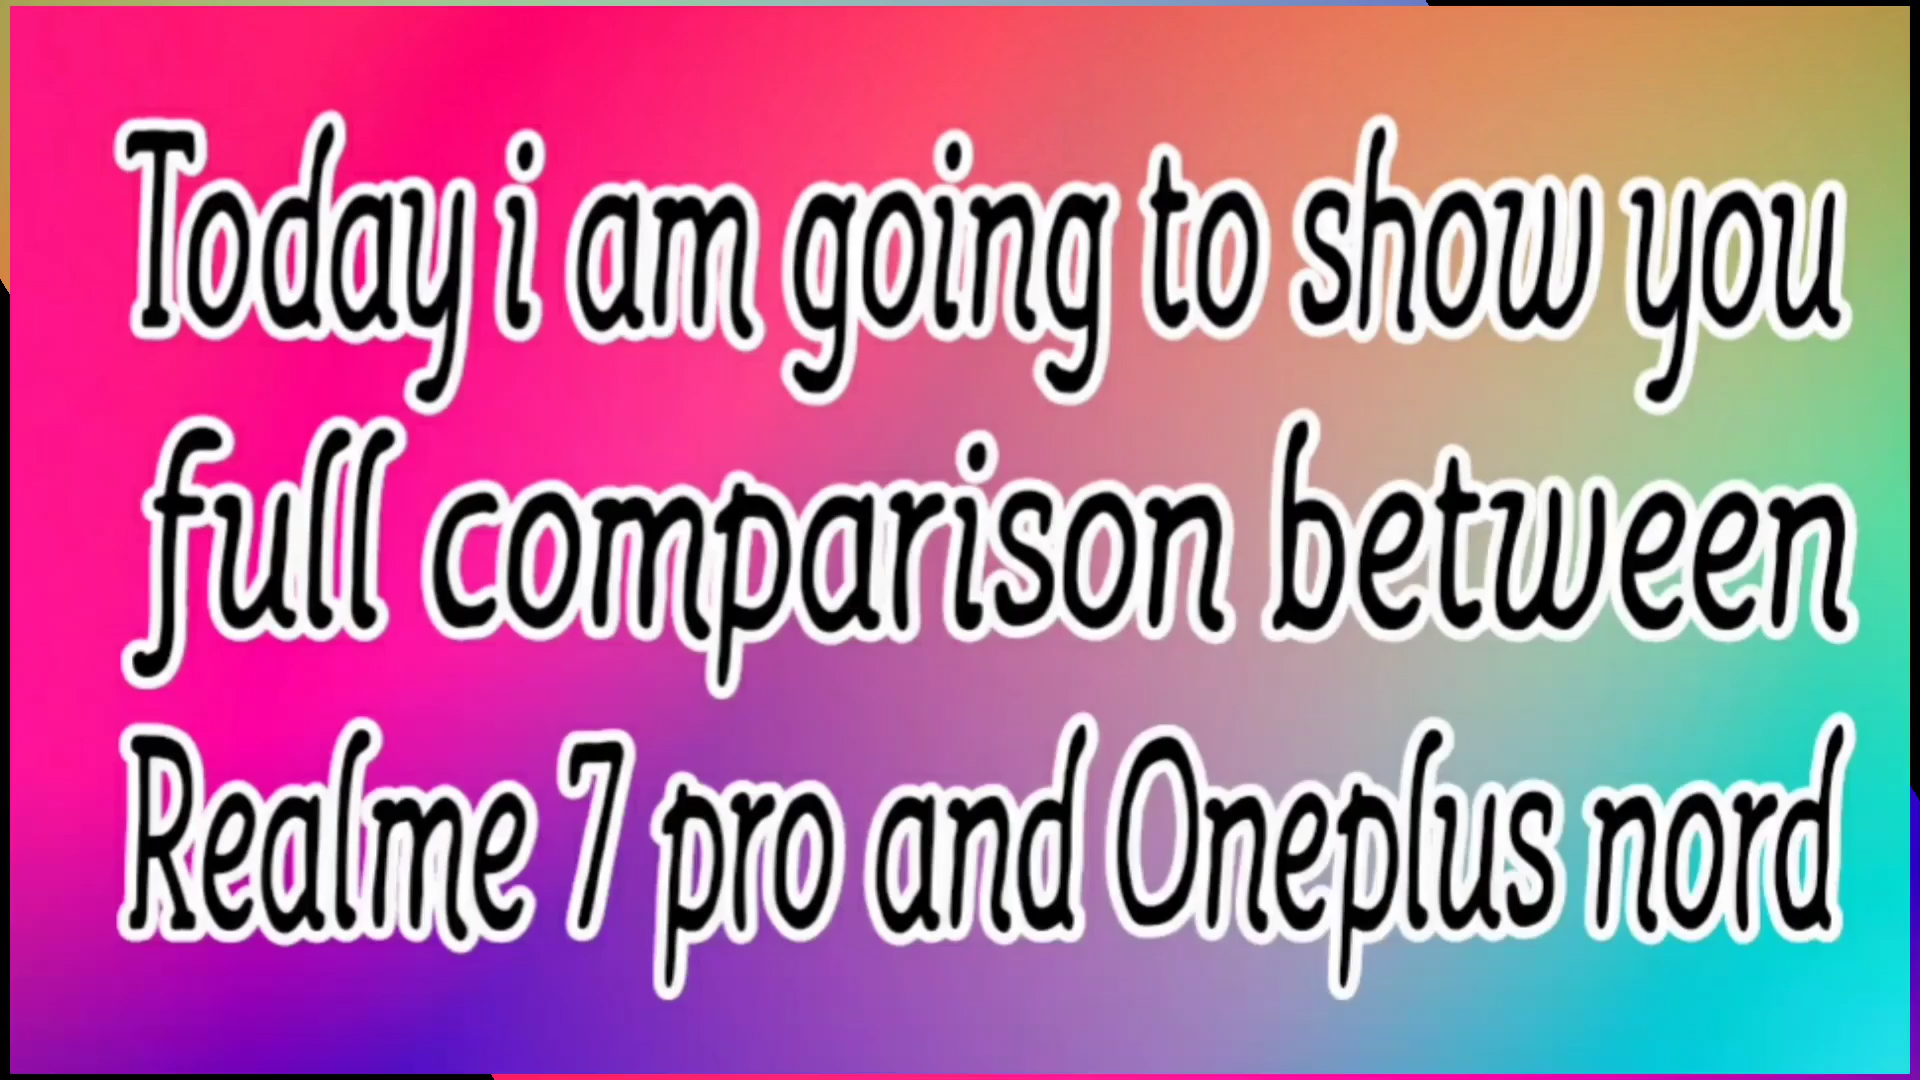 Today i am going to show you
full comparison between
Realme 7 pro and Oneplus nord